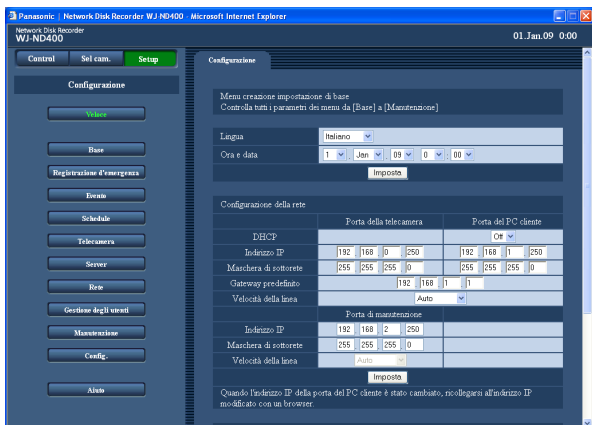 Panasonic | Network Disk Recorder WJ-ND400 - Microsoft Internet Explorer
Network Disk Recorder
WJ-ND400
01.Jan.09 0:00
Control Sel cam. Setup
Configurazione
Veloce
Base
Registrazione d'emergenza
Evento
Schedule
Telecamera
Server
Rete
Gestione degli utenti
Manutenzione
Config.
Aiuto
Configurazione
Menu creazione impostazione di base
Controlla tutti i parametri dei menu da [Base] a [Manutenzione]
Lingua Italiano
Ora e data 1 . Jan . 09 0 : 00
Imposta
Configurazione della rete
Porta della telecamera Porta del PC cliente
DHCP Off
Indirizzo IP 192 . 168 . 0 . 250 192 . 168 . 1 . 250
Maschera di sottorete 255 . 255 . 255 . 0 255 . 255 . 255 . 0
Gateway predefinito 192 . 168 . 1 . 1
Velocità della linea Auto
Porta di manutenzione
Indirizzo IP 192 . 168 . 2 . 250
Maschera di sottorete 255 . 255 . 255 . 0
Velocità della linea Auto
Imposta
Quando l'indirizzo IP della porta del PC cliente è stato cambiato, ricollegarsi all'indirizzo IP
modificato con un browser.